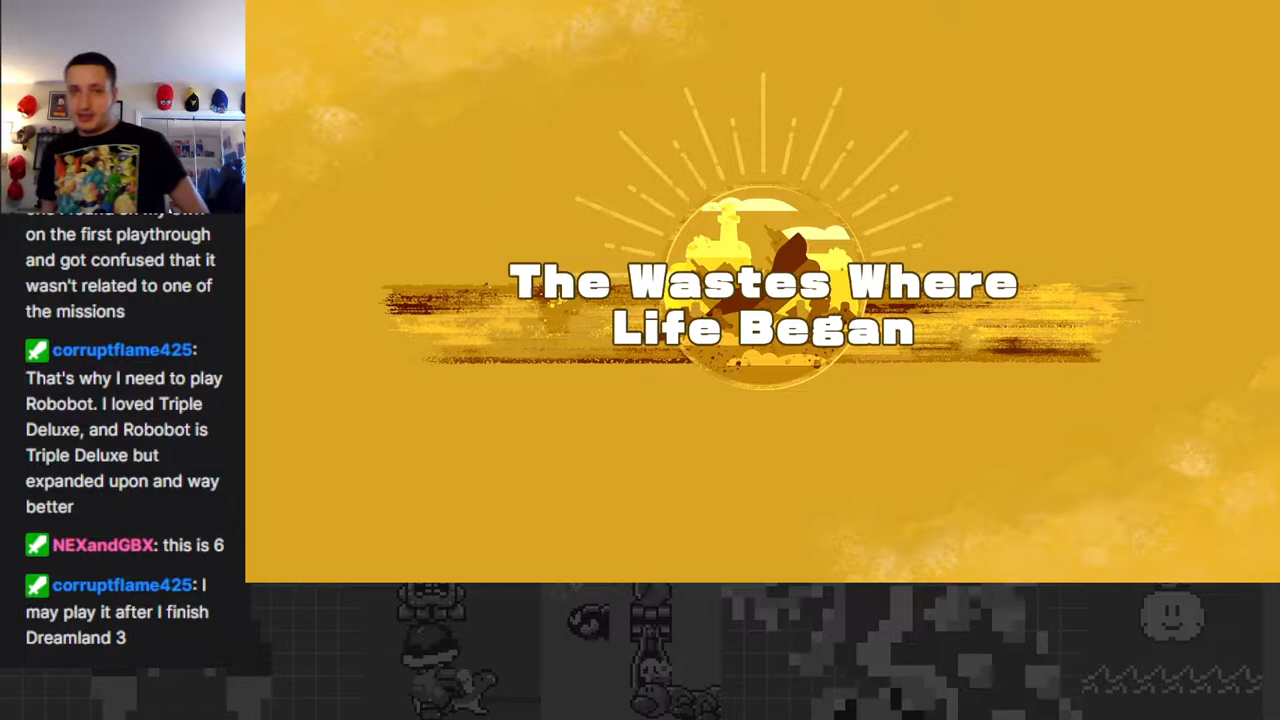 The Wastes Where
Life Began
on the first playthrough
and got confused that it
wasn't related to one of
the missions
corruptflame425:
That's why I need to play
Robobot. I loved Triple
Deluxe, and Robobot is
Triple Deluxe but
expanded upon and way
better
NEXandGBX: this is 6
corruptflame425: I
may play it after I finish
Dreamland 3